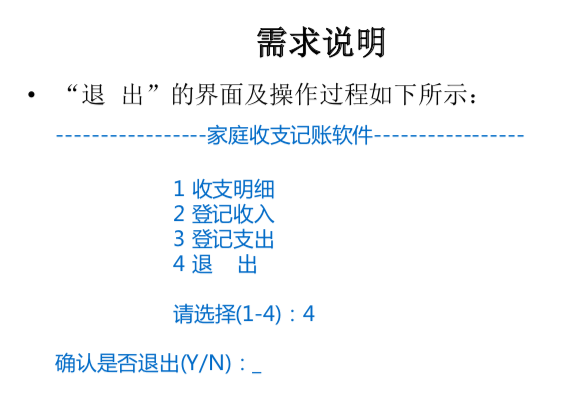 需求说明
• “退 出”的界面及操作过程如下所示：
-----------------家庭收支记账软件-----------------
1 收支明细
2 登记收入
3 登记支出
4 退 出
请选择(1-4)：4
确认是否退出(Y/N)：_